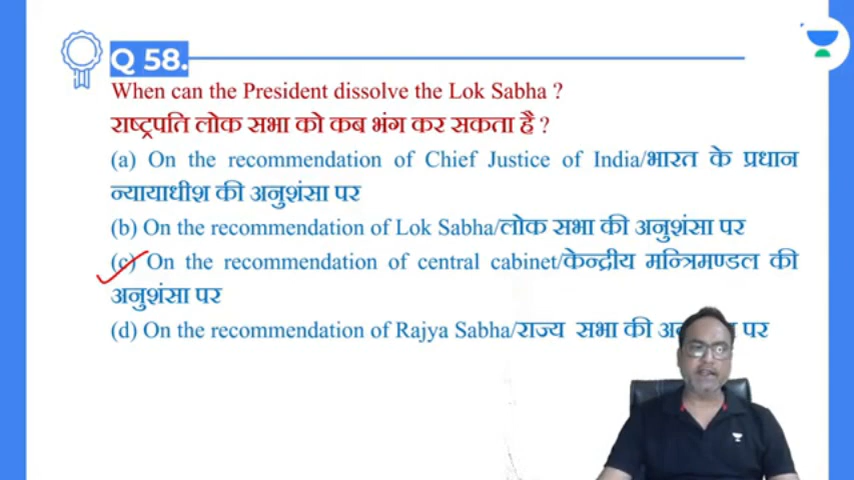 Q 58.
When can the President dissolve the Lok Sabha ?
राष्ट्रपति लोक सभा को कब भंग कर सकता है ?
(a) On the recommendation of Chief Justice of India/भारत के प्रधान
न्यायाधीश की अनुशंसा पर
(b) On the recommendation of Lok Sabha/लोक सभा की अनुशंसा पर
(c) On the recommendation of central cabinet/केन्द्रीय मन्त्रिमण्डल की
अनुशंसा पर
(d) On the recommendation of Rajya Sabha/राज्य सभा की पर